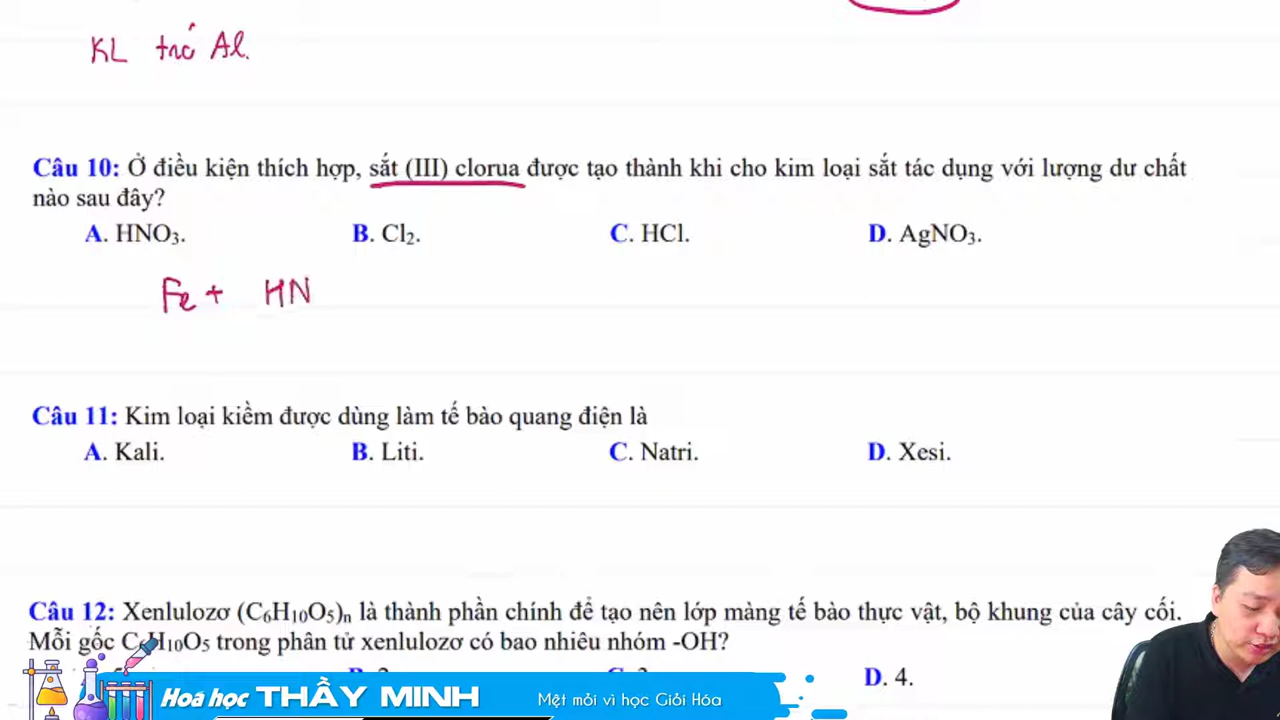 KL trừ Al.
Câu 10: Ở điều kiện thích hợp, sắt (III) clorua được tạo thành khi cho kim loại sắt tác dụng với lượng dư chất
nào sau đây?
A. HNO₃. B. Cl₂. C. HCl. D. AgNO₃.
Fe + HN
Câu 11: Kim loại kiềm được dùng làm tế bào quang điện là
A. Kali. B. Liti. C. Natri. D. Xesi.
Câu 12: Xenlulozơ (C₆H₁₀O₅)ₙ là thành phần chính để tạo nên lớp màng tế bào thực vật, bộ khung của cây cối.
Mỗi gốc C₆H₁₀O₅ trong phân tử xenlulozơ có bao nhiêu nhóm -OH?
D. 4.
Hoá học THẦY MINH Mệt mỏi vì học Giỏi Hóa